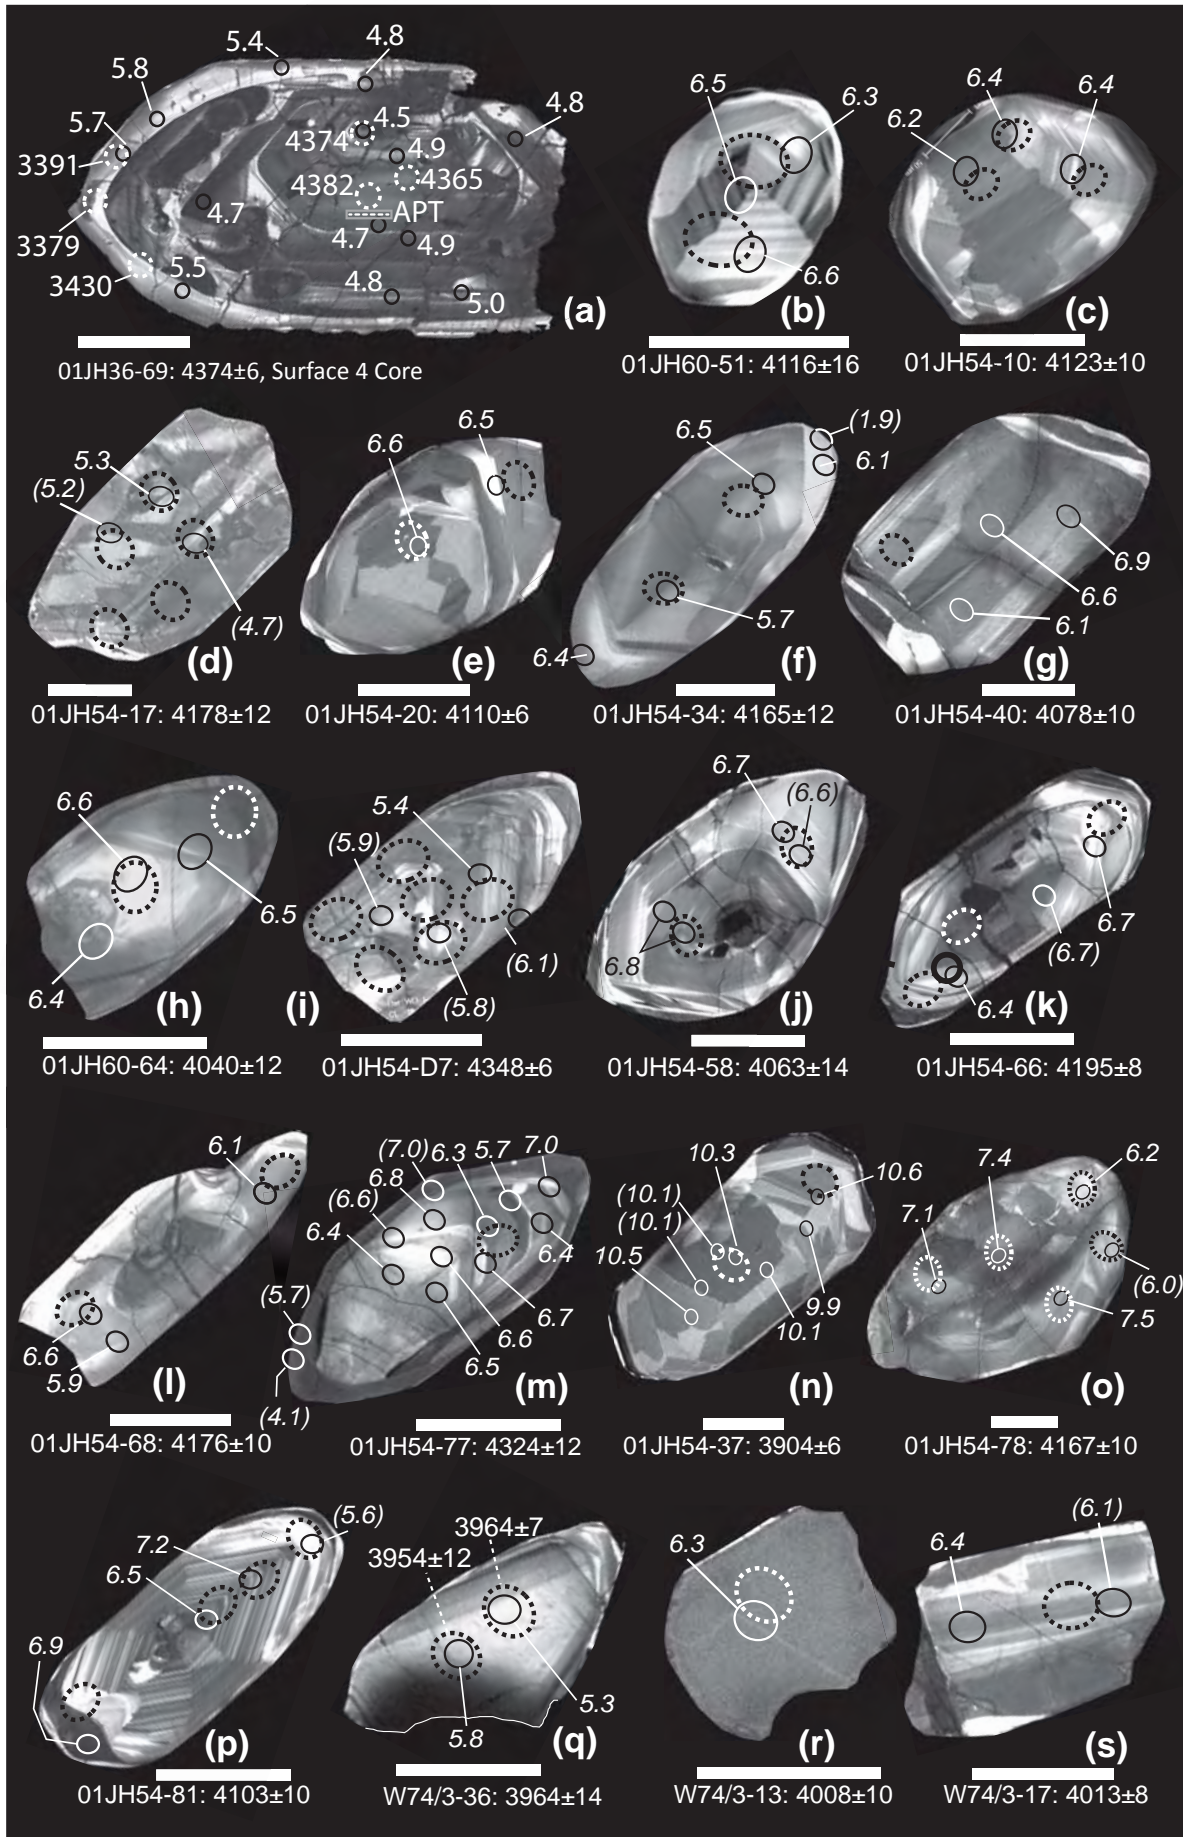 5.4
4.8
5.8
5.7
3391
4.5
4374
4.8
4.9
4382
4365
4.7
APT
3379
4.7
4.9
3430
5.5
4.8
5.0
(a)
01JH36-69: 4374±6, Surface 4 Core
6.5
6.3
6.6
(b)
01JH60-51: 4116±16
6.4
6.4
6.2
(c)
01JH54-10: 4123±10
5.3
(5.2)
(4.7)
(d)
01JH54-17: 4178±12
6.5
6.6
(e)
01JH54-20: 4110±6
6.5
(1.9)
6.1
5.7
6.4
(f)
01JH54-34: 4165±12
6.9
6.6
6.1
(g)
01JH54-40: 4078±10
6.6
6.5
6.4
(h)
01JH60-64: 4040±12
5.4
(5.9)
(6.1)
(5.8)
(i)
01JH54-D7: 4348±6
6.7
(6.6)
6.8
(j)
01JH54-58: 4063±14
6.7
(6.7)
6.4
(k)
01JH54-66: 4195±8
6.1
6.6
5.9
(l)
01JH54-68: 4176±10
(7.0)
6.3
5.7
7.0
6.8
(6.6)
6.4
6.4
6.7
6.6
6.5
(5.7)
(4.1)
(m)
01JH54-77: 4324±12
10.3
10.6
(10.1)
(10.1)
10.5
9.9
10.1
(n)
01JH54-37: 3904±6
7.4
6.2
7.1
(6.0)
7.5
(o)
01JH54-78: 4167±10
(5.6)
7.2
6.5
6.9
(p)
01JH54-81: 4103±10
3964±7
3954±12
5.3
5.8
(q)
W74/3-36: 3964±14
6.3
(r)
W74/3-13: 4008±10
(6.1)
6.4
(s)
W74/3-17: 4013±8